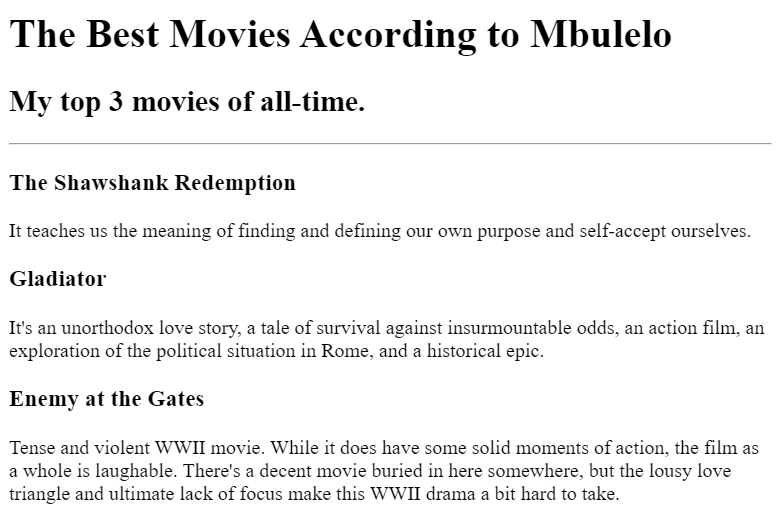 The Best Movies According to Mbulelo
My top 3 movies of all-time.
The Shawshank Redemption
It teaches us the meaning of finding and defining our own purpose and self-accept ourselves.
Gladiator
It's an unorthodox love story, a tale of survival against insurmountable odds, an action film, an
exploration of the political situation in Rome, and a historical epic.
Enemy at the Gates
Tense and violent WWII movie. While it does have some solid moments of action, the film as
a whole is laughable. There's a decent movie buried in here somewhere, but the lousy love
triangle and ultimate lack of focus make this WWII drama a bit hard to take.